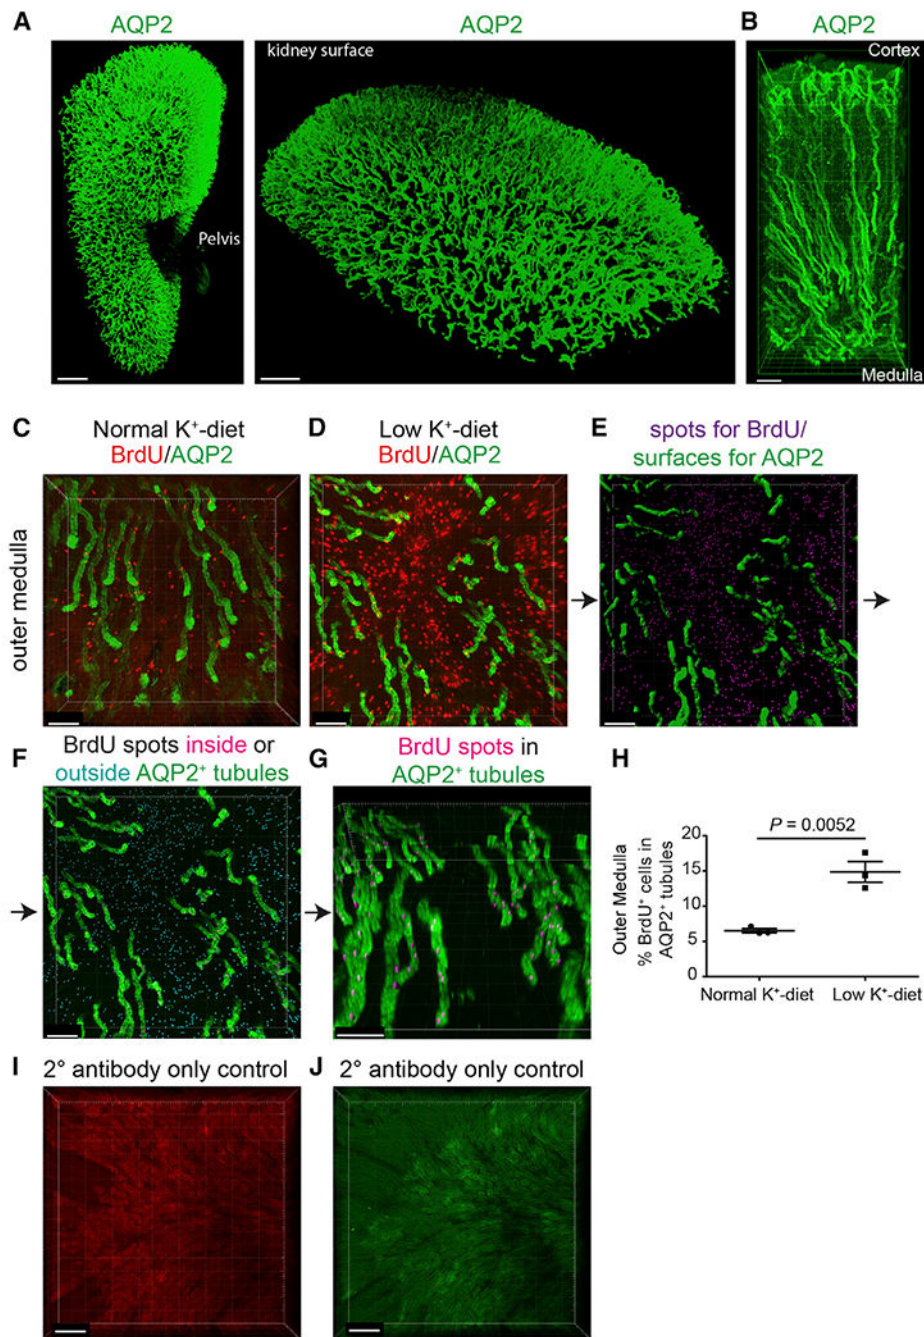 A
AQP2
AQP2
kidney surface
Pelvis
B
AQP2
Cortex
Medulla
C
Normal K⁺-diet
BrdU/AQP2
D
Low K⁺-diet
BrdU/AQP2
E
spots for BrdU/
surfaces for AQP2
outer medulla
F
BrdU spots inside or
outside AQP2⁺ tubules
G
BrdU spots in
AQP2⁺ tubules
H
P = 0.0052
Outer Medulla
% BrdU⁺ cells in
AQP2⁺ tubules
20
15
10
5
0
Normal K⁺-diet
Low K⁺-diet
I
2° antibody only control
J
2° antibody only control